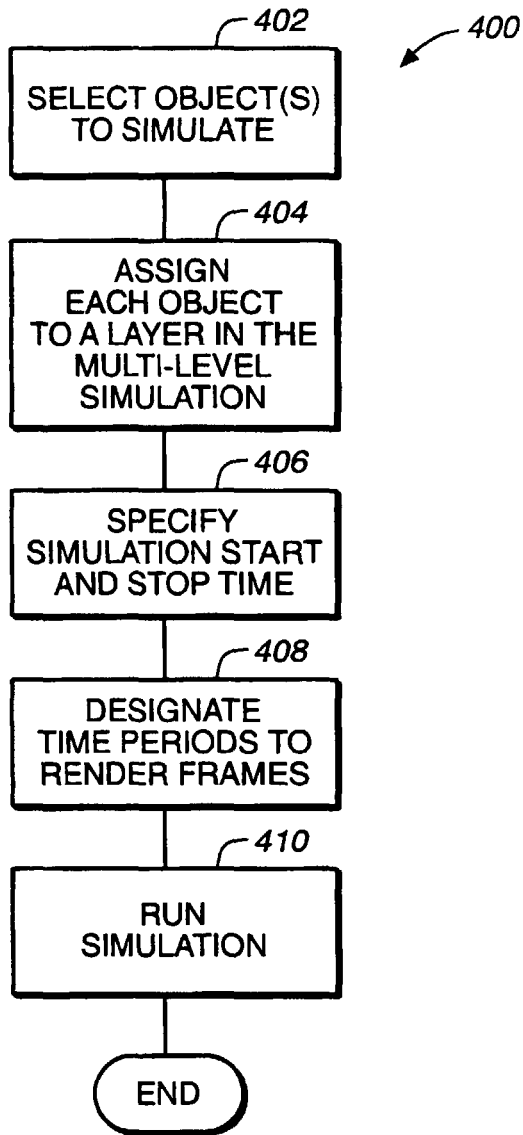 402
400
SELECT OBJECT(S)
TO SIMULATE
404
ASSIGN
EACH OBJECT
TO A LAYER IN THE
MULTI-LEVEL
SIMULATION
406
SPECIFY
SIMULATION START
AND STOP TIME
408
DESIGNATE
TIME PERIODS TO
RENDER FRAMES
410
RUN
SIMULATION
END